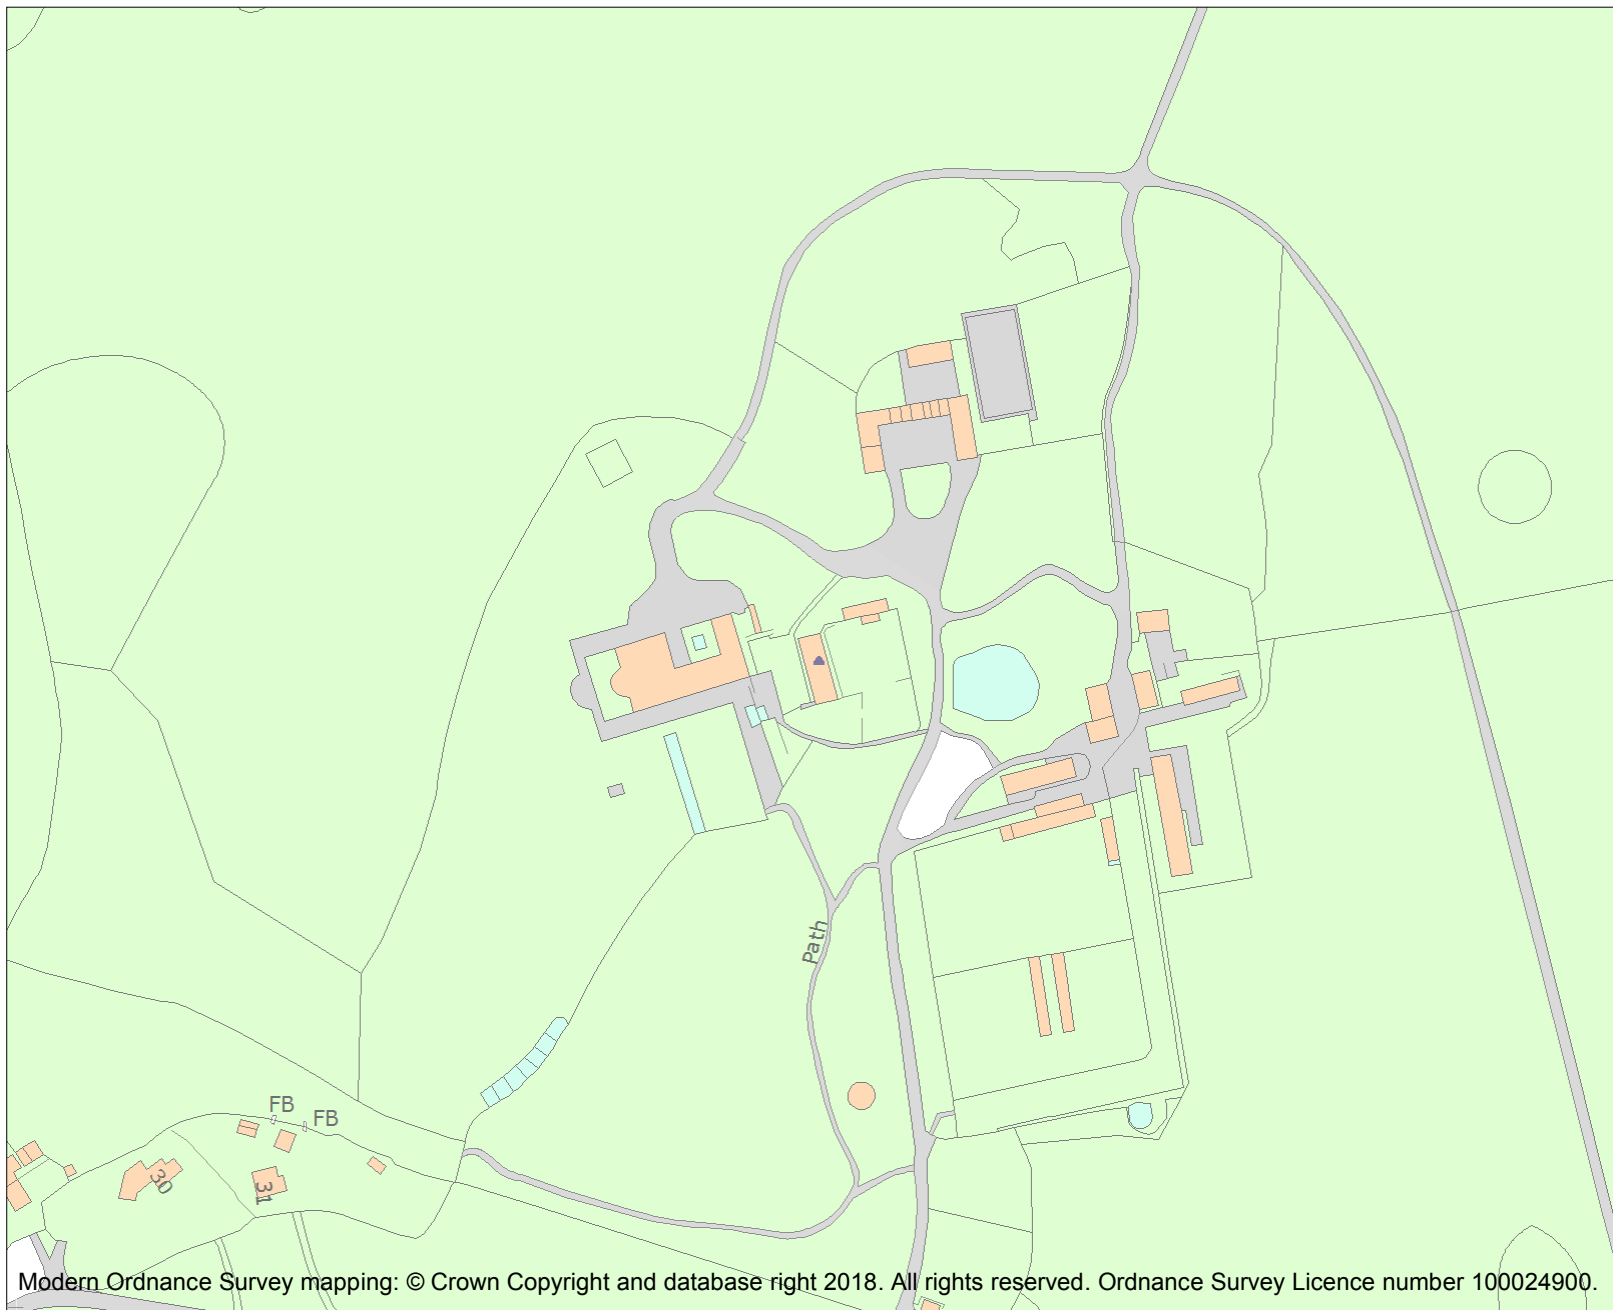 Path
FB
FB
30
31
Modern Ordnance Survey mapping: © Crown Copyright and database right 2018. All rights reserved. Ordnance Survey Licence number 100024900.